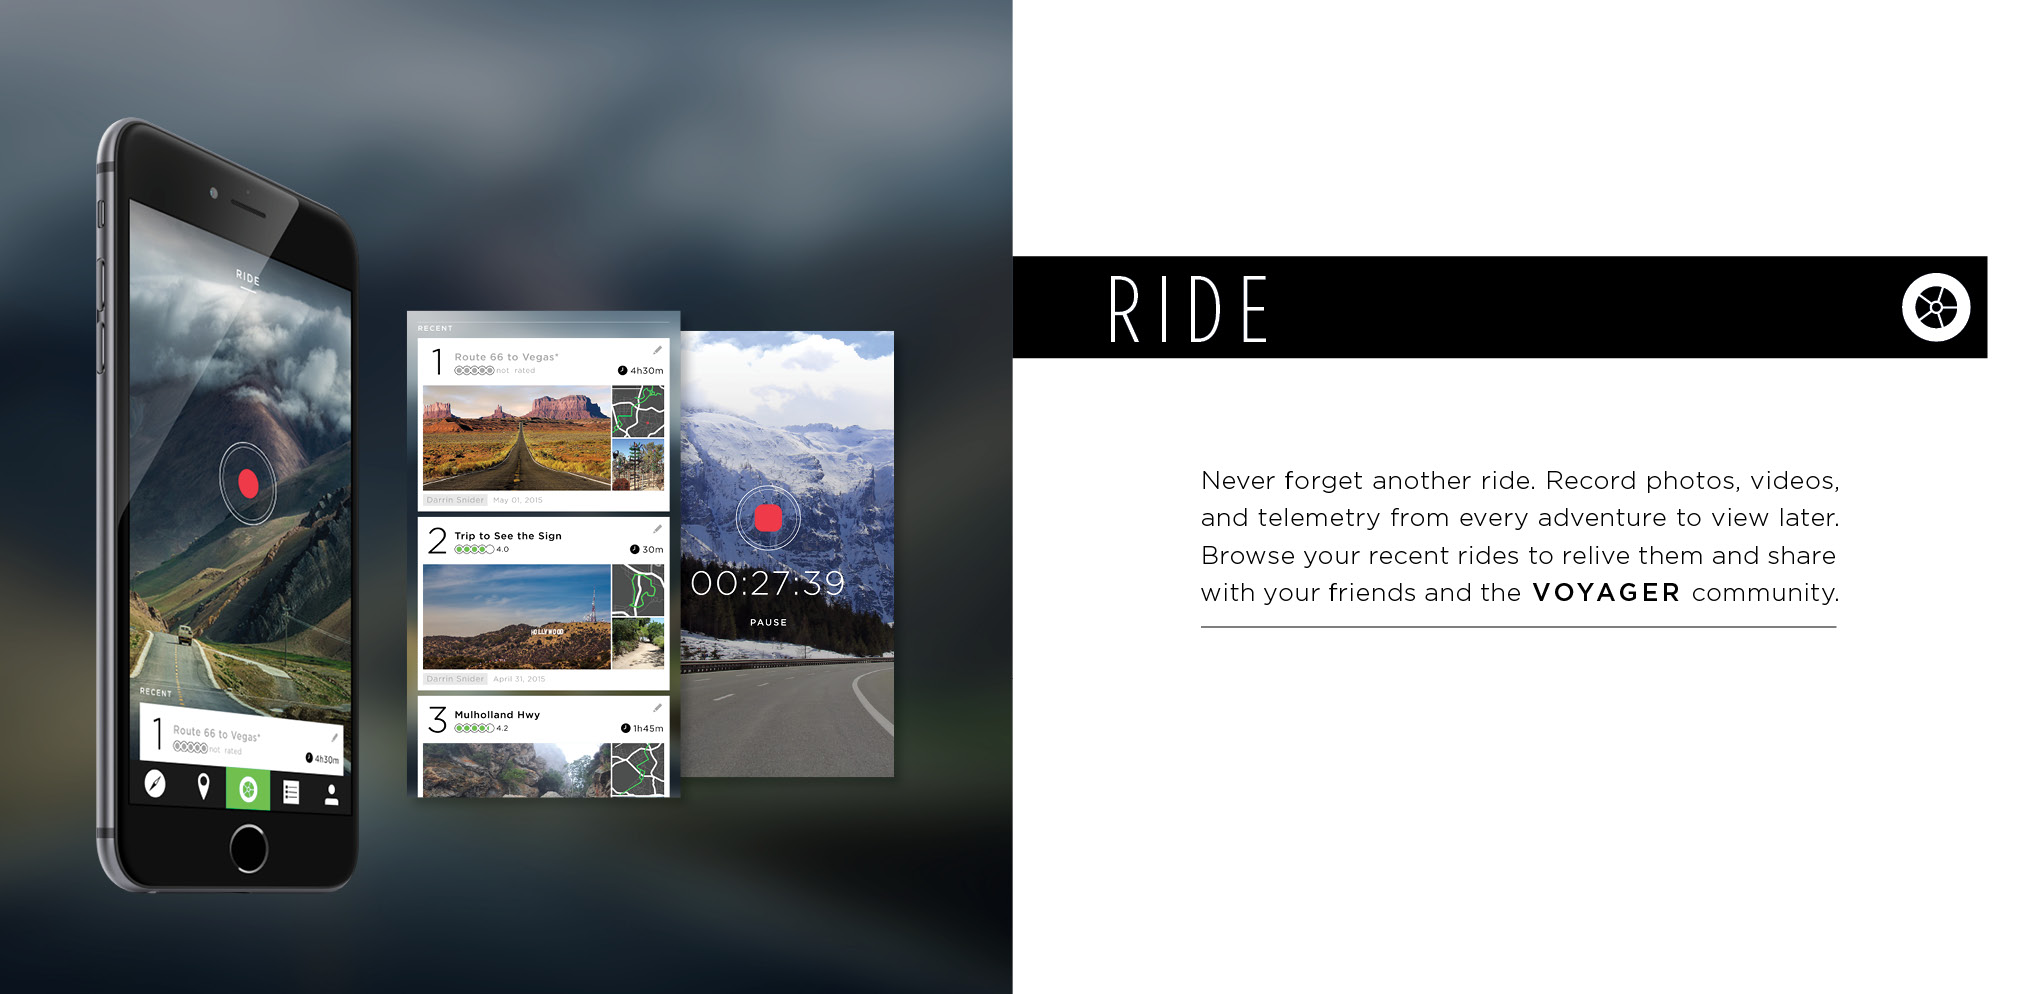 RIDE
RECENT
1 Route 66 to Vegas*
not rated
4h30m
RECENT
1 Route 66 to Vegas*
not rated 4h30m
Darrin Snider May 01, 2015
2 Trip to See the Sign
4.0 30m
HOLLYWOOD
Darrin Snider April 31, 2015
3 Mulholland Hwy
4.2 1h45m
00:27:39
PAUSE
RIDE
Never forget another ride. Record photos, videos,
and telemetry from every adventure to view later.
Browse your recent rides to relive them and share
with your friends and the VOYAGER community.